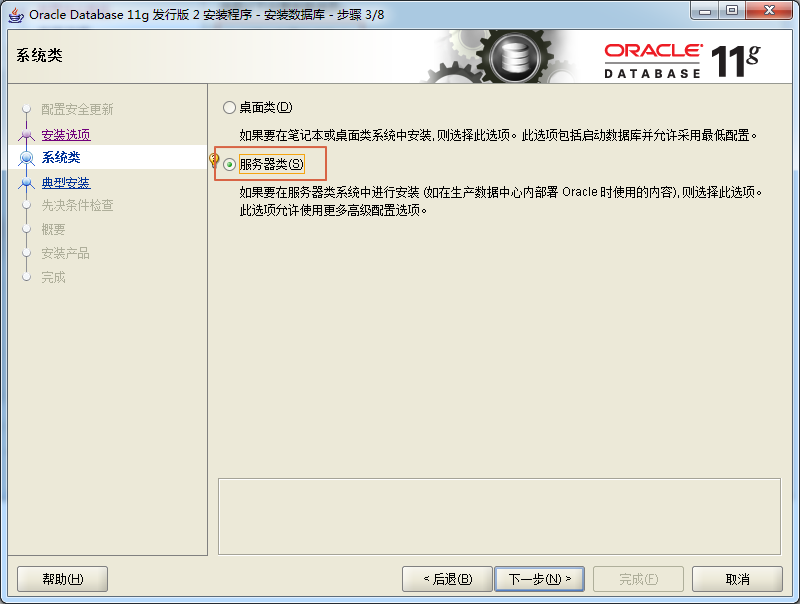 Oracle Database 11g 发行版 2 安装程序 - 安装数据库 - 步骤 3/8
系统类
ORACLE
DATABASE
11g
配置安全更新
安装选项
系统类
典型安装
先决条件检查
概要
安装产品
完成
桌面类(D)
如果要在笔记本或桌面类系统中安装,则选择此选项。此选项包括启动数据库并允许采用最低配置。
服务器类(S)
如果要在服务器类系统中进行安装 (如在生产数据中心内部署 Oracle 时使用的内容),则选择此选项。
此选项允许使用更多高级配置选项。
帮助(H)
< 后退(B)
下一步(N) >
完成(F)
取消